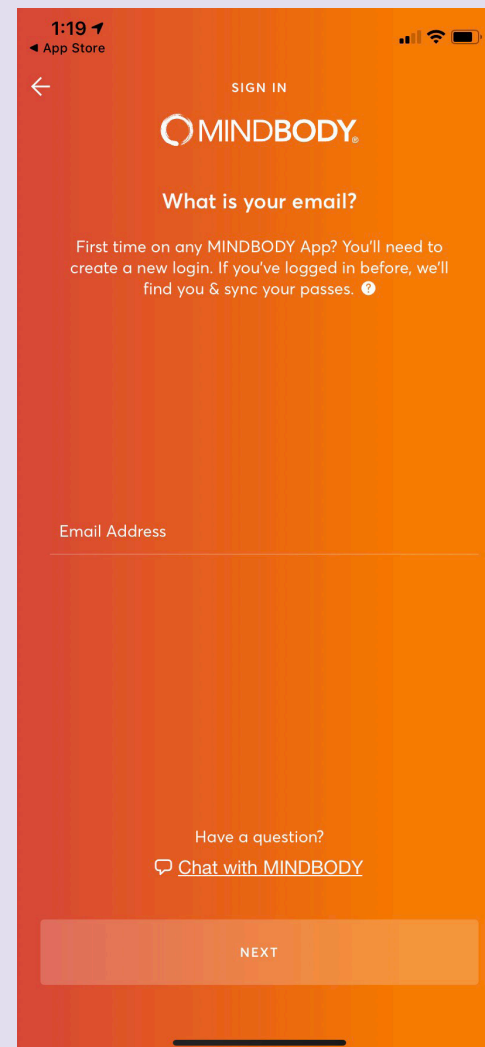 1:19
App Store
SIGN IN
MINDBODY®
What is your email?
First time on any MINDBODY App? You'll need to
create a new login. If you've logged in before, we'll
find you & sync your passes. ?
Email Address
Have a question?
Chat with MINDBODY
NEXT